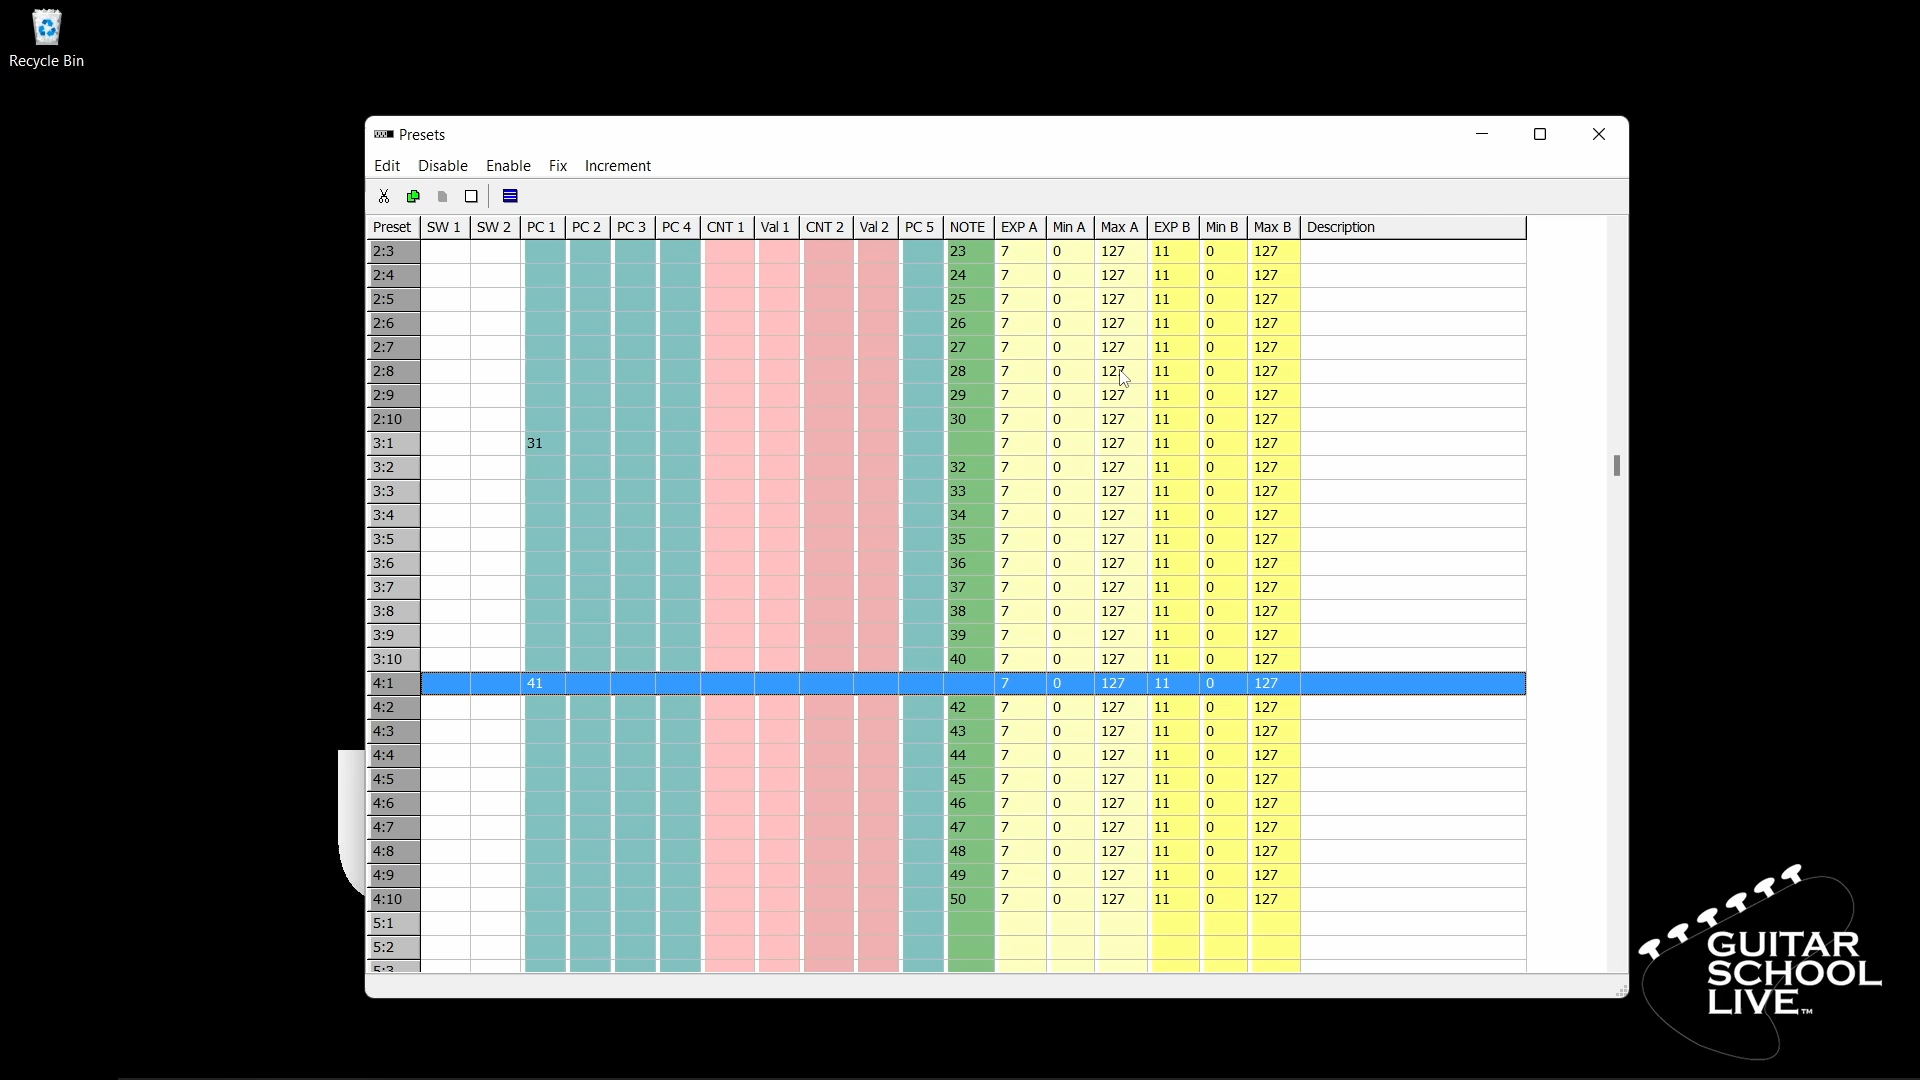 Recycle Bin
Presets
Edit Disable Enable Fix Increment
Preset SW 1 SW 2 PC 1 PC 2 PC 3 PC 4 CNT 1 Val 1 CNT 2 Val 2 PC 5 NOTE EXP A Min A Max A EXP B Min B Max B Description
2:3 23 7 0 127 11 0 127
2:4 24 7 0 127 11 0 127
2:5 25 7 0 127 11 0 127
2:6 26 7 0 127 11 0 127
2:7 27 7 0 127 11 0 127
2:8 28 7 0 127 11 0 127
2:9 29 7 0 127 11 0 127
2:10 30 7 0 127 11 0 127
3:1 31 7 0 127 11 0 127
3:2 32 7 0 127 11 0 127
3:3 33 7 0 127 11 0 127
3:4 34 7 0 127 11 0 127
3:5 35 7 0 127 11 0 127
3:6 36 7 0 127 11 0 127
3:7 37 7 0 127 11 0 127
3:8 38 7 0 127 11 0 127
3:9 39 7 0 127 11 0 127
3:10 40 7 0 127 11 0 127
4:1 41 7 0 127 11 0 127
4:2 42 7 0 127 11 0 127
4:3 43 7 0 127 11 0 127
4:4 44 7 0 127 11 0 127
4:5 45 7 0 127 11 0 127
4:6 46 7 0 127 11 0 127
4:7 47 7 0 127 11 0 127
4:8 48 7 0 127 11 0 127
4:9 49 7 0 127 11 0 127
4:10 50 7 0 127 11 0 127
5:1
5:2
5:3
GUITAR
SCHOOL
LIVE™